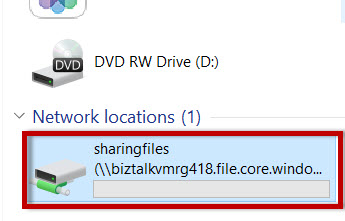 DVD
DVD RW Drive (D:)
Network locations (1)
sharingfiles
(\\biztalkvmrg418.file.core.windo...